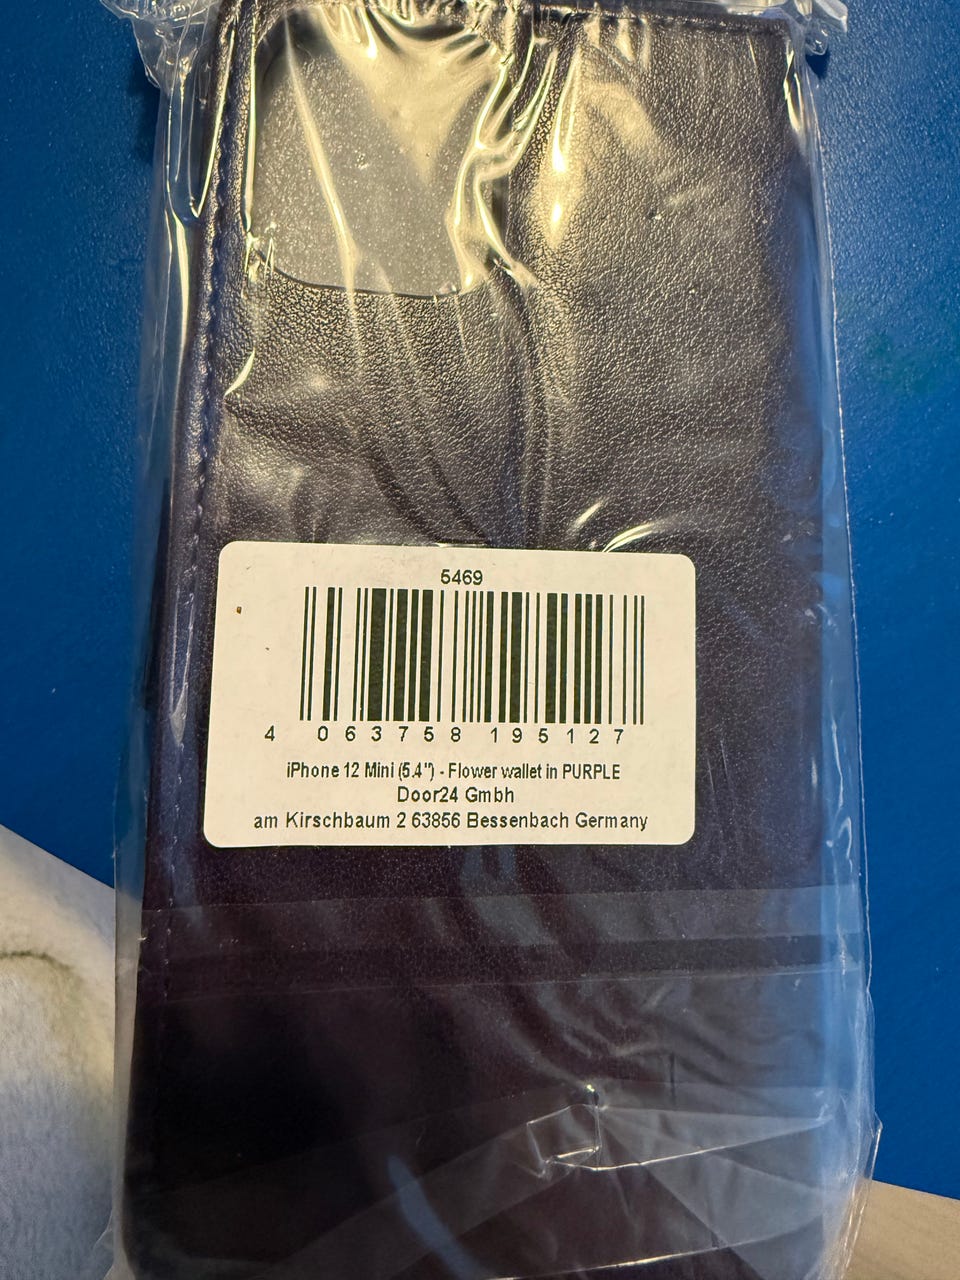 5469
4 063758 195127
iPhone 12 Mini (5.4") - Flower wallet in PURPLE
Door24 Gmbh
am Kirschbaum 2 63856 Bessenbach Germany